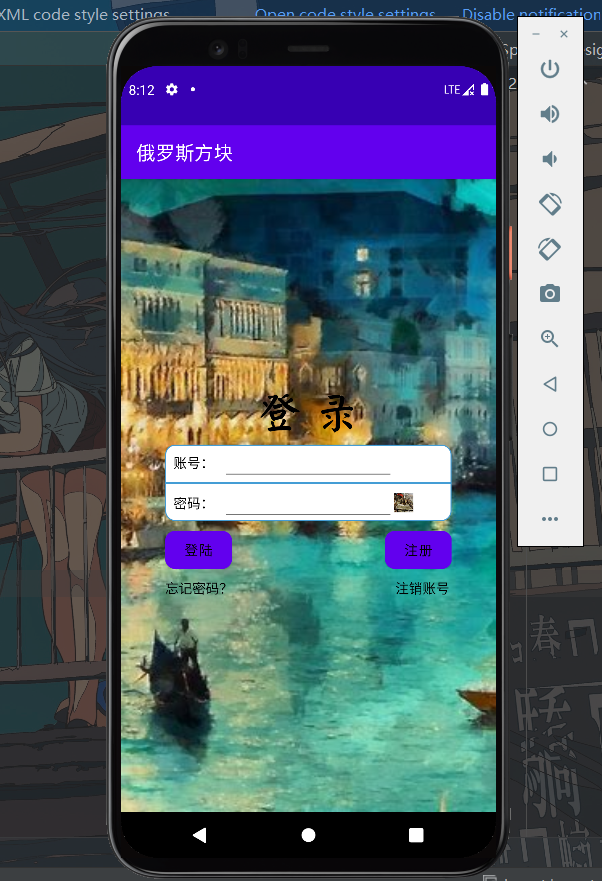 XML code style settings
Open code style settings
Disable notification
8:12
LTE
俄罗斯方块
登 录
账号：
密码：
登陆
注册
忘记密码？
注销账号
春